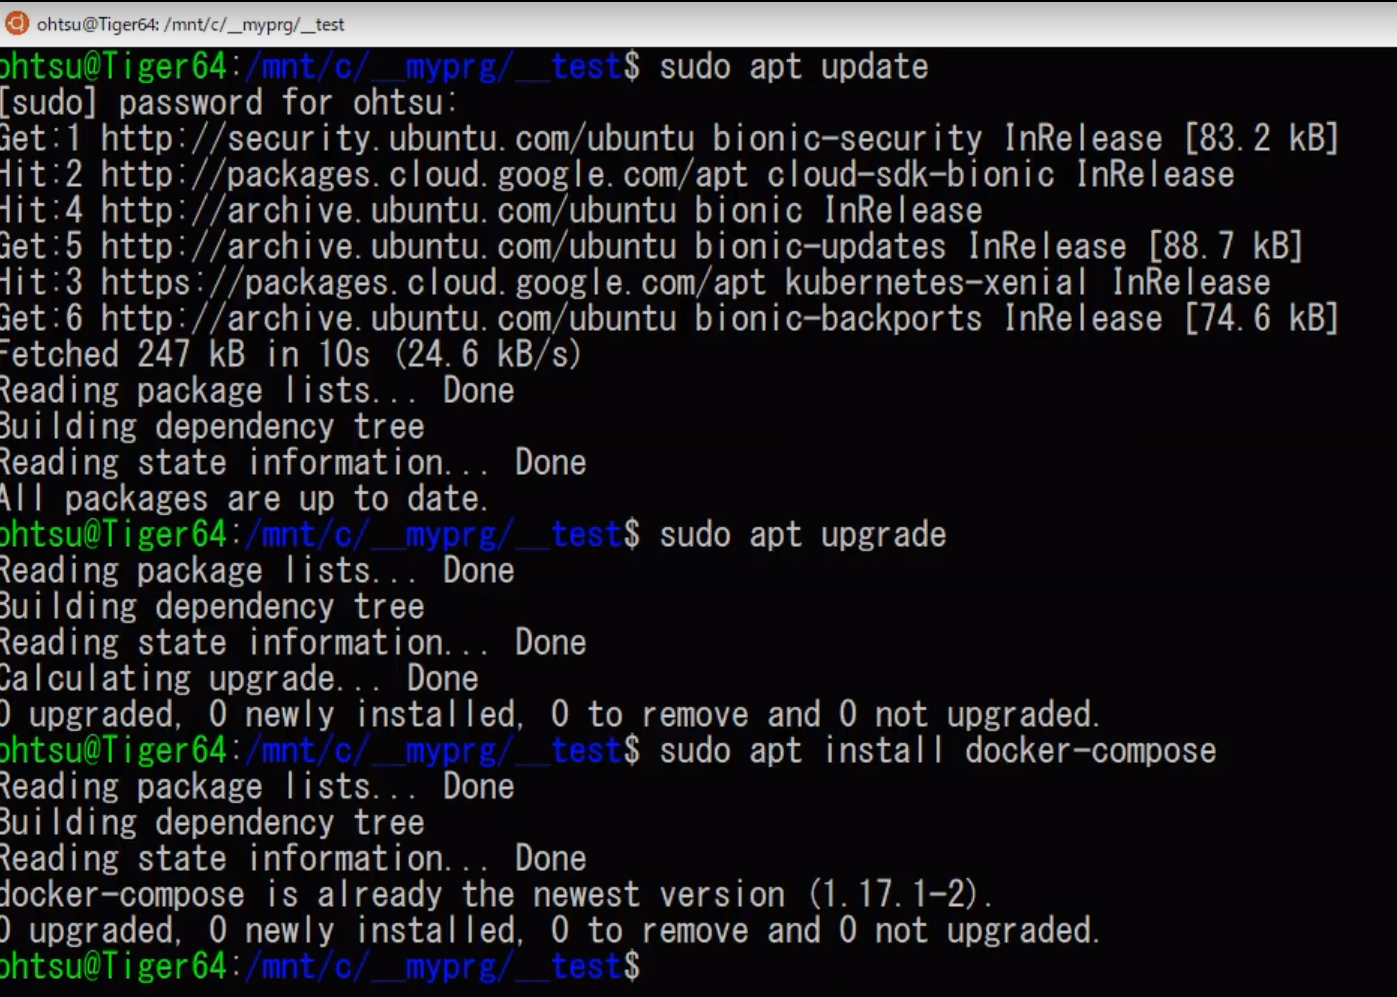 ohtsu@Tiger64: /mnt/c/__myprg/__test
ohtsu@Tiger64:/mnt/c/__myprg/__test$ sudo apt update
[sudo] password for ohtsu:
Get:1 http://security.ubuntu.com/ubuntu bionic-security InRelease [83.2 kB]
Hit:2 http://packages.cloud.google.com/apt cloud-sdk-bionic InRelease
Hit:4 http://archive.ubuntu.com/ubuntu bionic InRelease
Get:5 http://archive.ubuntu.com/ubuntu bionic-updates InRelease [88.7 kB]
Hit:3 https://packages.cloud.google.com/apt kubernetes-xenial InRelease
Get:6 http://archive.ubuntu.com/ubuntu bionic-backports InRelease [74.6 kB]
Fetched 247 kB in 10s (24.6 kB/s)
Reading package lists... Done
Building dependency tree
Reading state information... Done
All packages are up to date.
ohtsu@Tiger64:/mnt/c/__myprg/__test$ sudo apt upgrade
Reading package lists... Done
Building dependency tree
Reading state information... Done
Calculating upgrade... Done
0 upgraded, 0 newly installed, 0 to remove and 0 not upgraded.
ohtsu@Tiger64:/mnt/c/__myprg/__test$ sudo apt install docker-compose
Reading package lists... Done
Building dependency tree
Reading state information... Done
docker-compose is already the newest version (1.17.1-2).
0 upgraded, 0 newly installed, 0 to remove and 0 not upgraded.
ohtsu@Tiger64:/mnt/c/__myprg/__test$